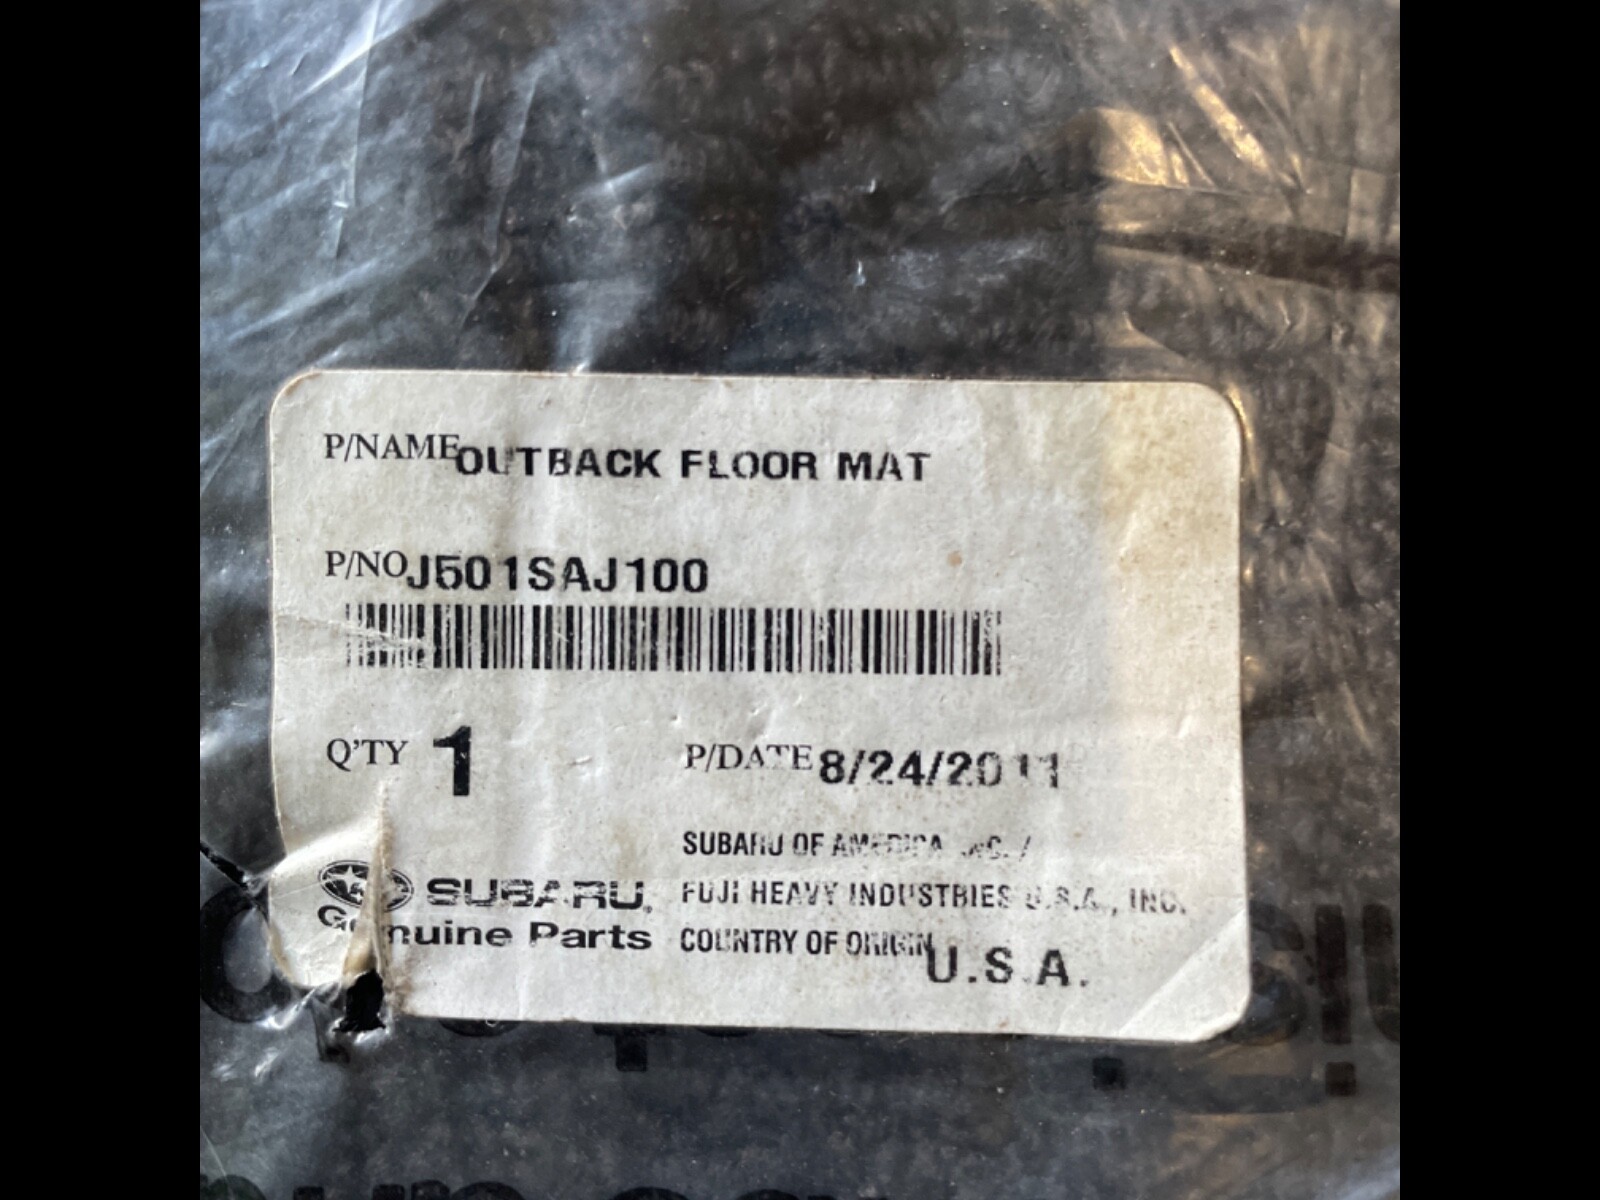 P/NAME OUTBACK FLOOR MAT
P/NO J501SAJ100
Q'TY 1 P/DATE 8/24/2011
SUBARU OF AMERICA INC. /
SUBARU. FUJI HEAVY INDUSTRIES U.S.A., INC.
Genuine Parts COUNTRY OF ORIGIN U.S.A.